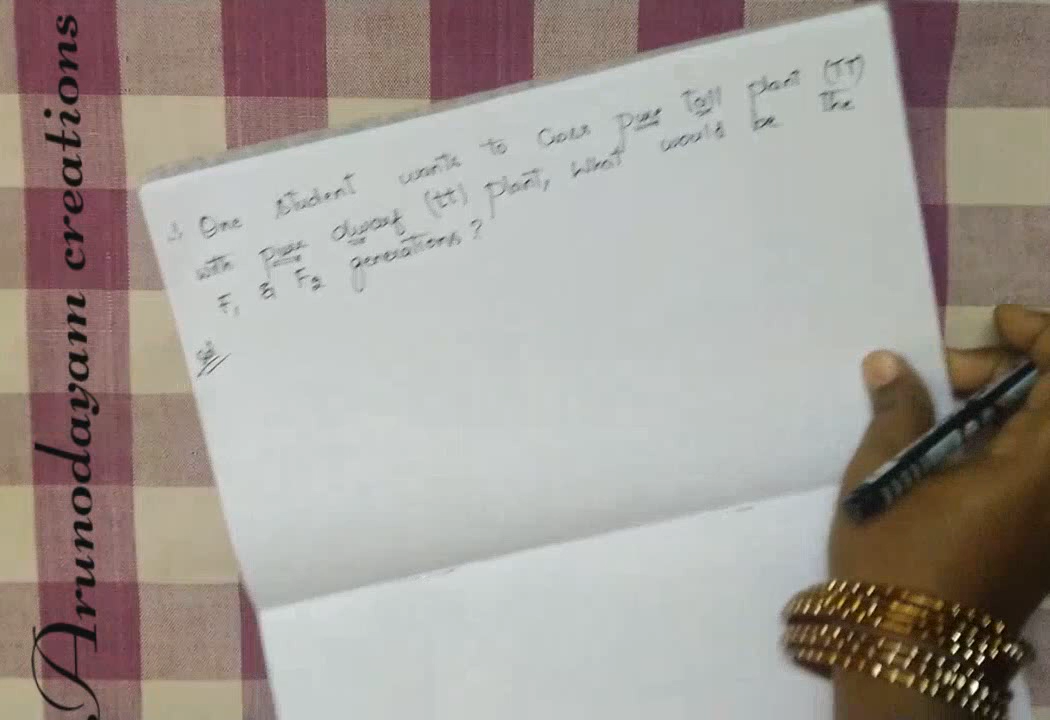 ∴ One student wants to Cross pure Tall plant (TT)
with pure dwarf (tt) plant, what would be the
F1 & F2 generations?
Sol
Arunodayam creations